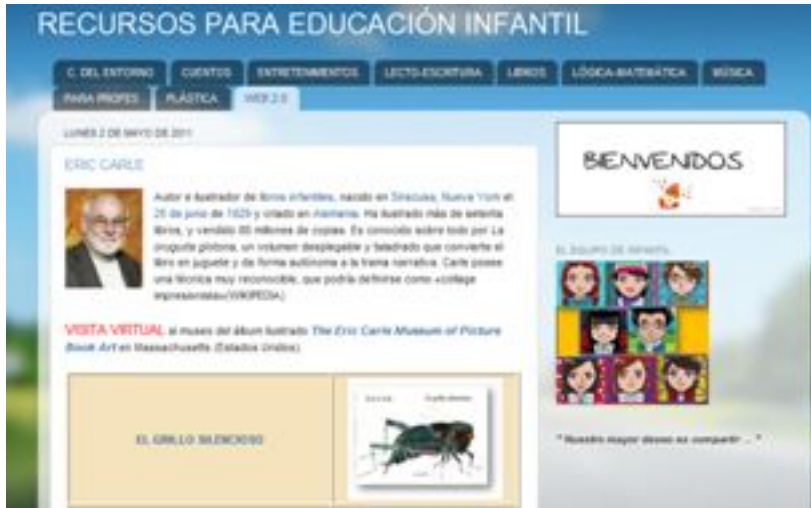 RECURSOS PARA EDUCACIÓN INFANTIL
C. DEL ENTORNO CUENTOS ENTRETENIMIENTOS LECTO-ESCRITURA LIBROS LÓGICA-MATEMÁTICA MÚSICA
PARA PROFES PLÁSTICA WEB 2.0
LUNES 2 DE MAYO DE 2011
ERIC CARLE
Autor e ilustrador de libros infantiles, nacido en Siracusa, Nueva York el
25 de junio de 1929 y criado en Alemania. Ha ilustrado más de setenta
libros, y vendido 85 millones de copias. Es conocido sobre todo por La
oruguita glotona, un volumen desplegable y taladrado que convierte el
libro en juguete y da forma autónoma a la trama narrativa. Carle posee
una técnica muy reconocible, que podría definirse como «collage
impresionista»(WIKIPEDIA)
VISITA VIRTUAL al museo del álbum ilustrado The Eric Carle Museum of Picture
Book Art en Massachusetts (Estados Unidos)
EL GRILLO SILENCIOSO
BIENVENIDOS
EL EQUIPO DE INFANTIL
" Nuestro mayor deseo es compartir ... "